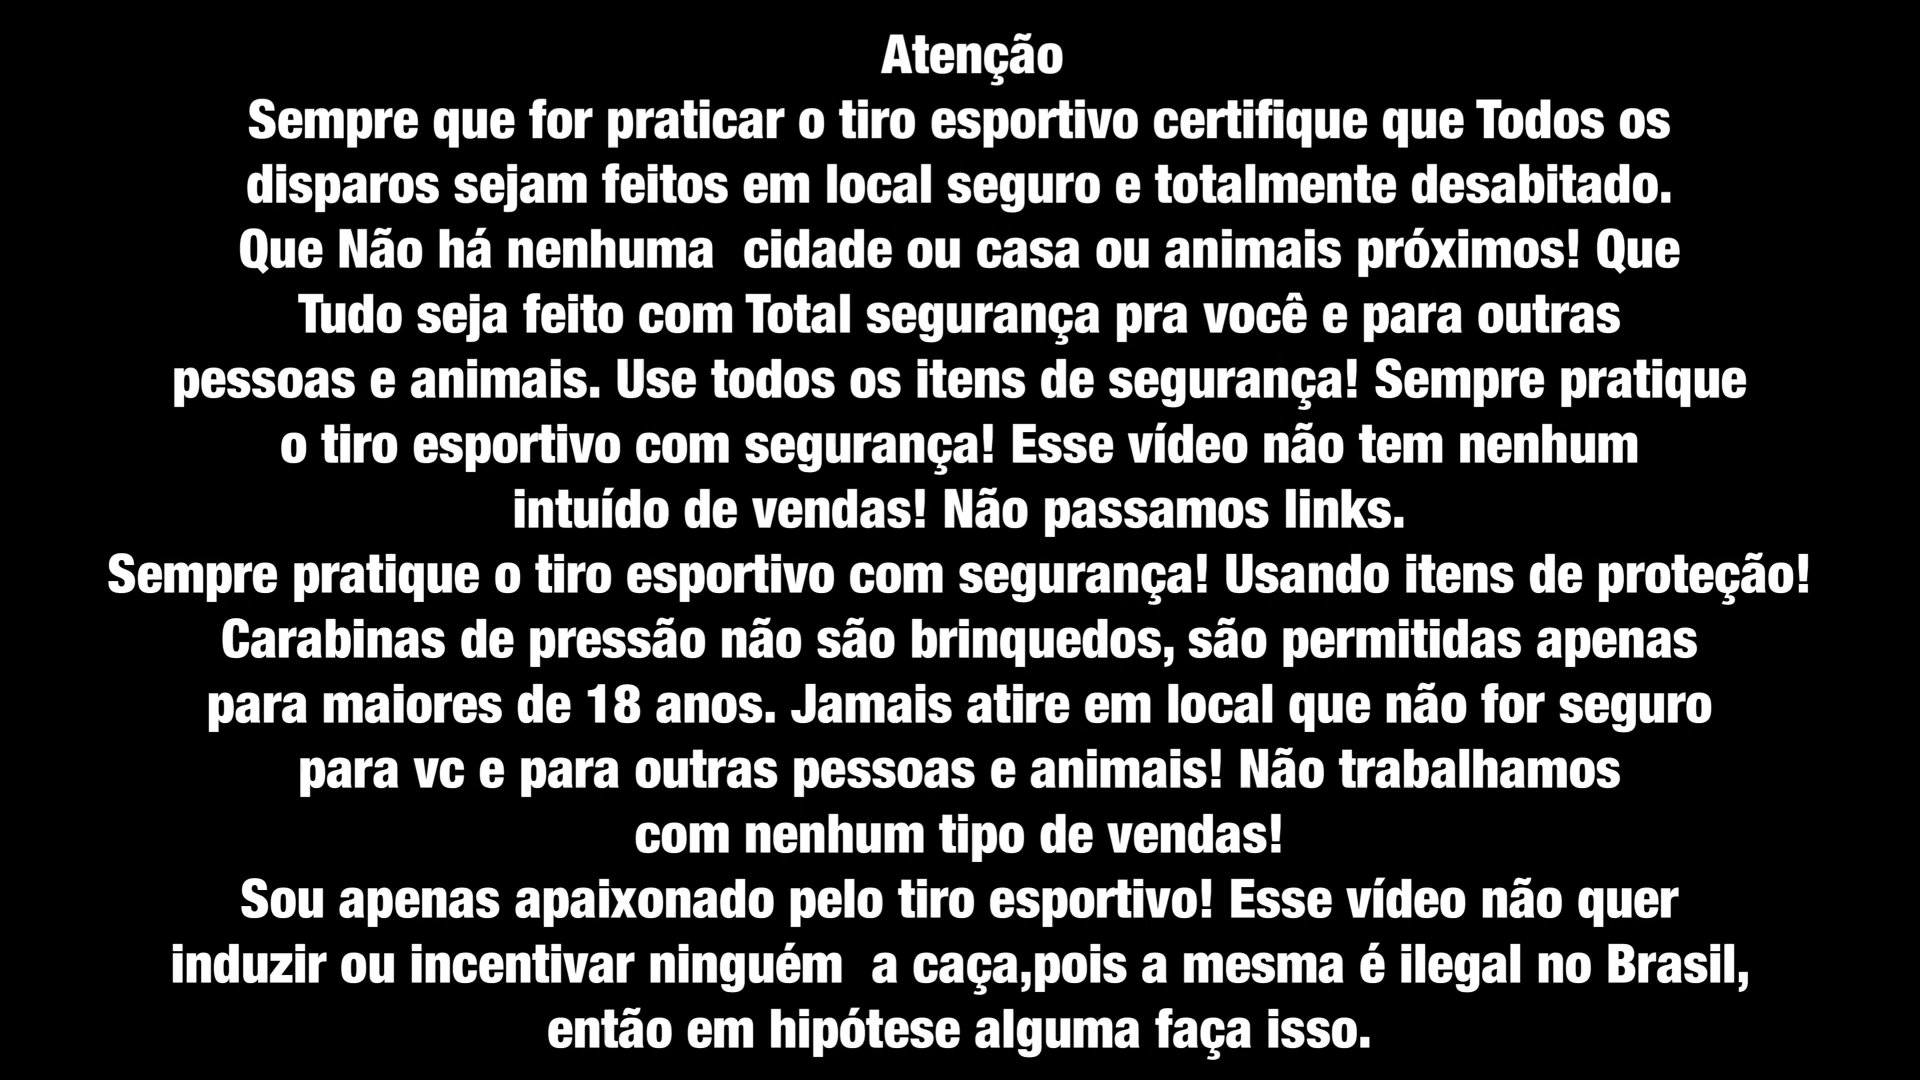 Atenção
Sempre que for praticar o tiro esportivo certifique que Todos os
disparos sejam feitos em local seguro e totalmente desabitado.
Que Não há nenhuma  cidade ou casa ou animais próximos! Que
Tudo seja feito com Total segurança pra você e para outras
pessoas e animais. Use todos os itens de segurança! Sempre pratique
o tiro esportivo com segurança! Esse vídeo não tem nenhum
intuído de vendas! Não passamos links.
Sempre pratique o tiro esportivo com segurança! Usando itens de proteção!
Carabinas de pressão não são brinquedos, são permitidas apenas
para maiores de 18 anos. Jamais atire em local que não for seguro
para vc e para outras pessoas e animais! Não trabalhamos
com nenhum tipo de vendas!
Sou apenas apaixonado pelo tiro esportivo! Esse vídeo não quer
induzir ou incentivar ninguém  a caça,pois a mesma é ilegal no Brasil,
então em hipótese alguma faça isso.